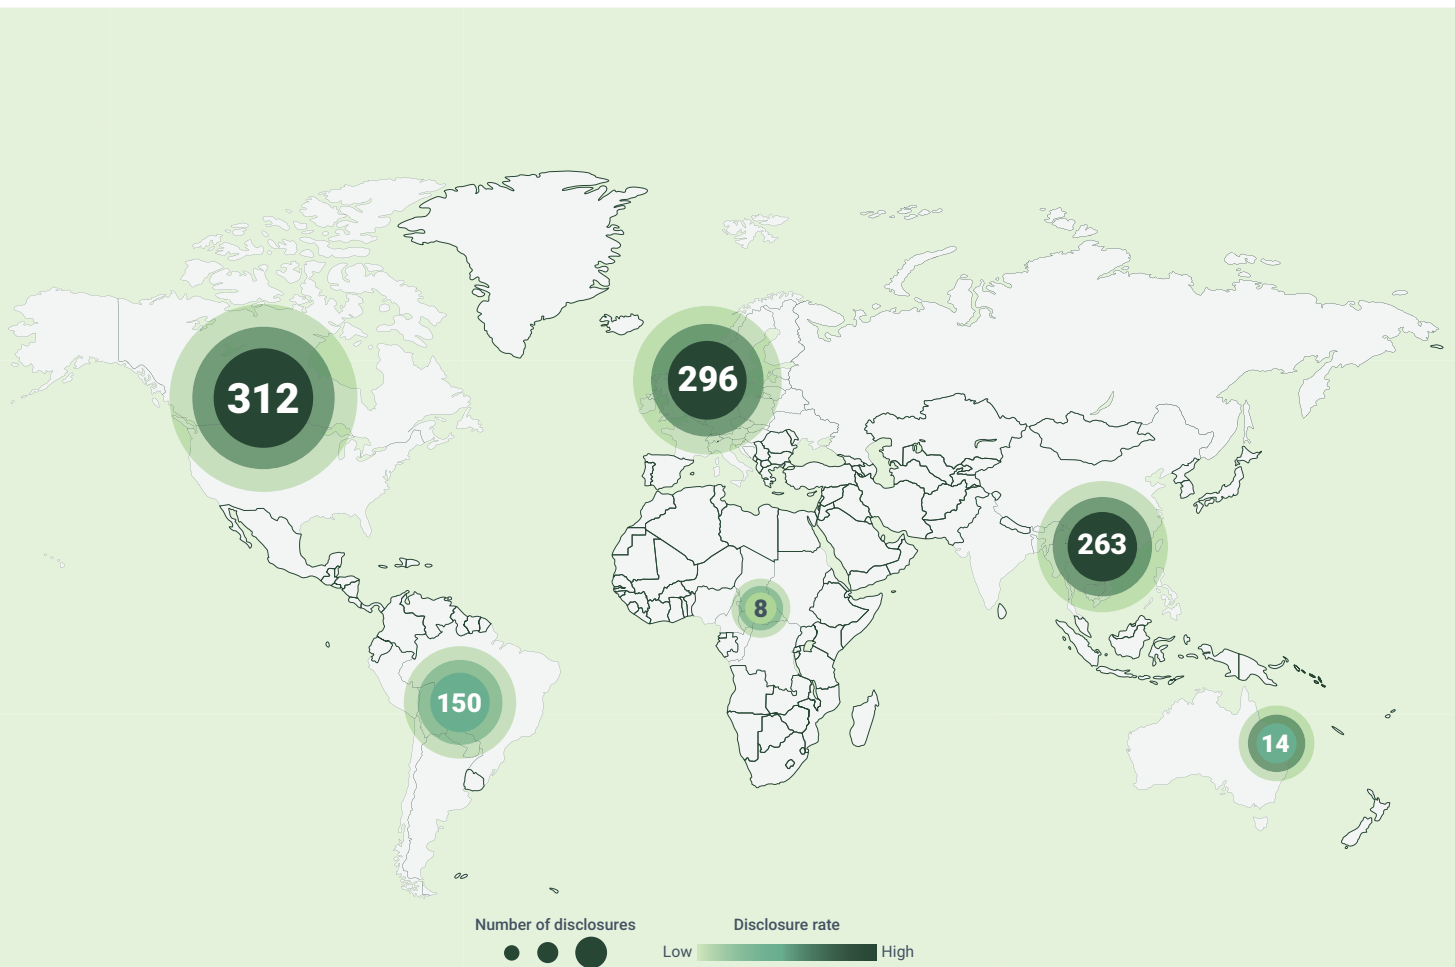 312
296
263
8
150
14
Number of disclosures
Disclosure rate
Low
High